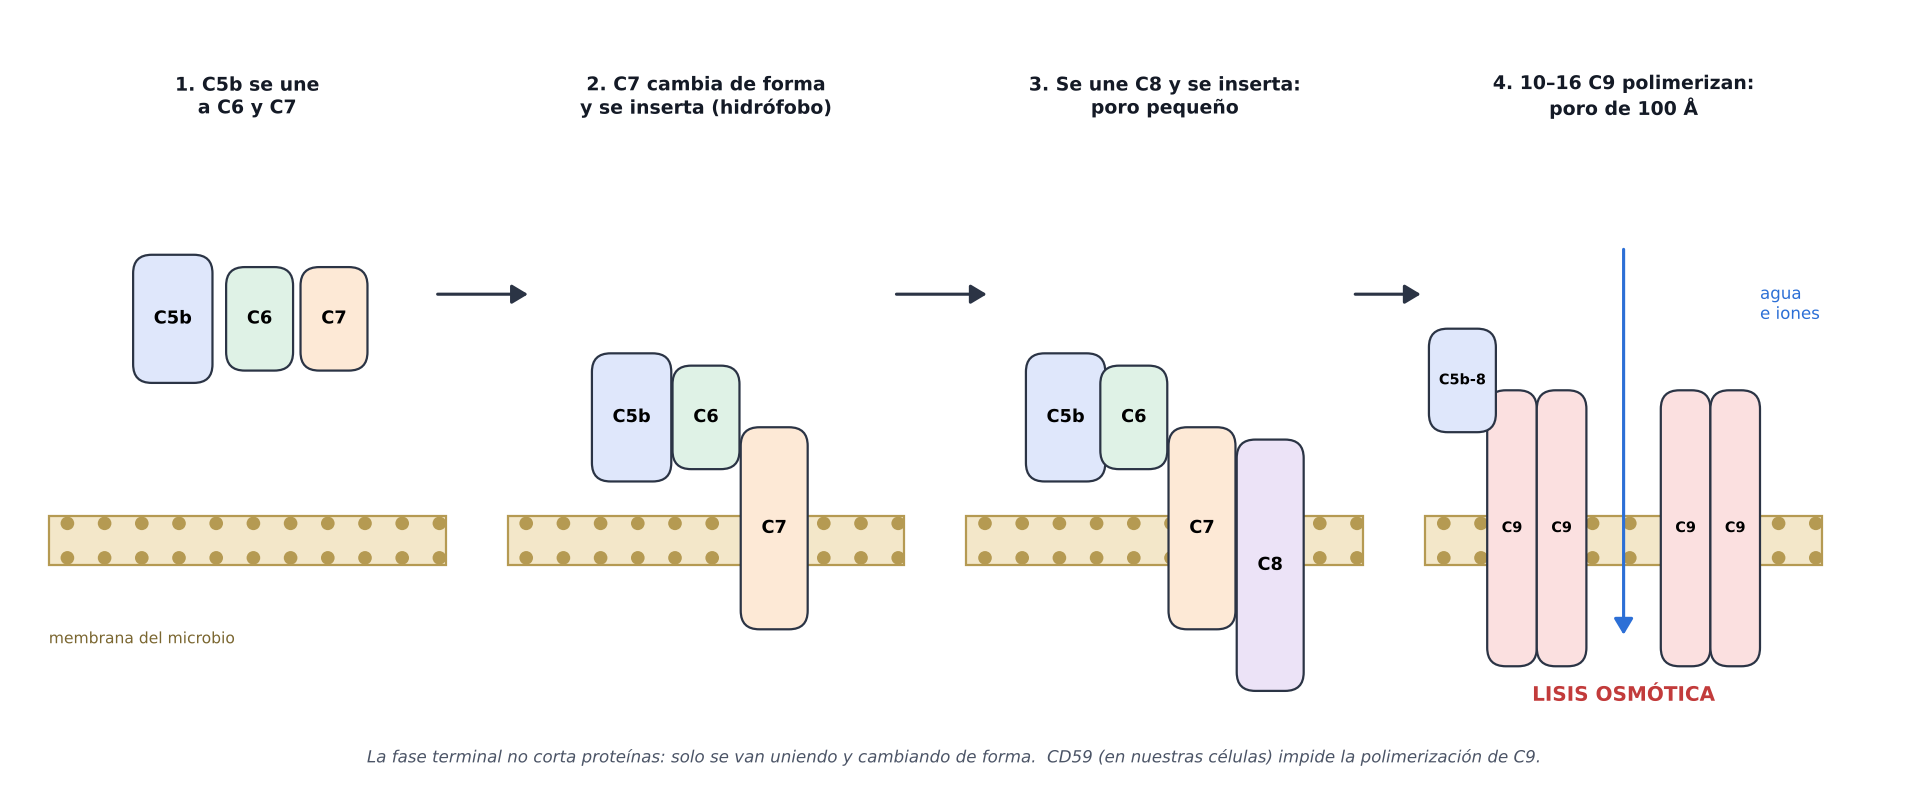 1. C5b se une
a C6 y C7
2. C7 cambia de forma
y se inserta (hidrófobo)
3. Se une C8 y se inserta:
poro pequeño
4. 10–16 C9 polimerizan:
poro de 100 Å
C5b
C6
C7
C5b
C6
C7
C5b
C6
C7
C8
agua
e iones
C5b-8
C9
C9
C9
C9
membrana del microbio
LISIS OSMÓTICA
La fase terminal no corta proteínas: solo se van uniendo y cambiando de forma.  CD59 (en nuestras células) impide la polimerización de C9.